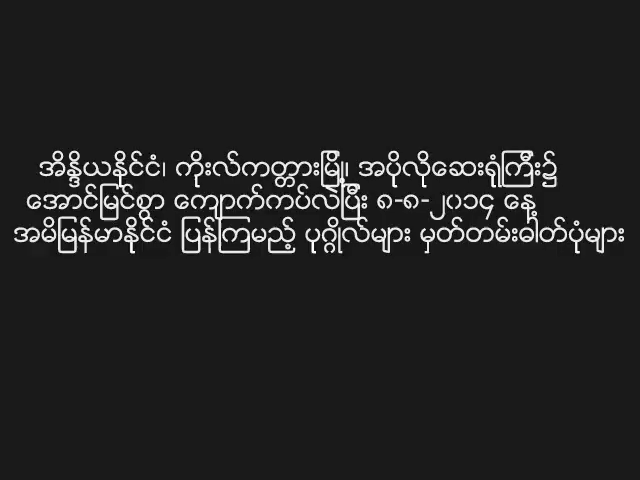 အိန္ဒိယနိုင်ငံ၊ ကိုးလ်ကတ္တားမြို့၊ အပိုလိုဆေးရုံကြီး၌
အောင်မြင်စွာ ကျောက်ကပ်လဲပြီး ၈-၈-၂၀၁၄ နေ့
အမိမြန်မာနိုင်ငံ ပြန်ကြမည့် ပုဂ္ဂိုလ်များ မှတ်တမ်းဓါတ်ပုံများ